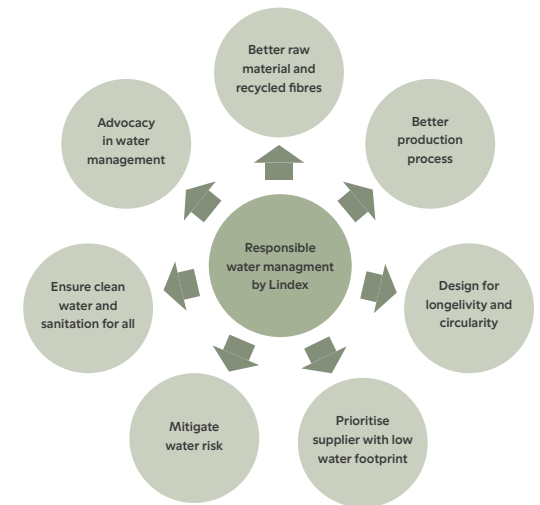 Better raw
material and
recycled fibres
Better
production
process
Design for
longelivity and
circularity
Prioritise
supplier with low
water footprint
Mitigate
water risk
Ensure clean
water and
sanitation for all
Advocacy
in water
management
Responsible
water managment
by Lindex